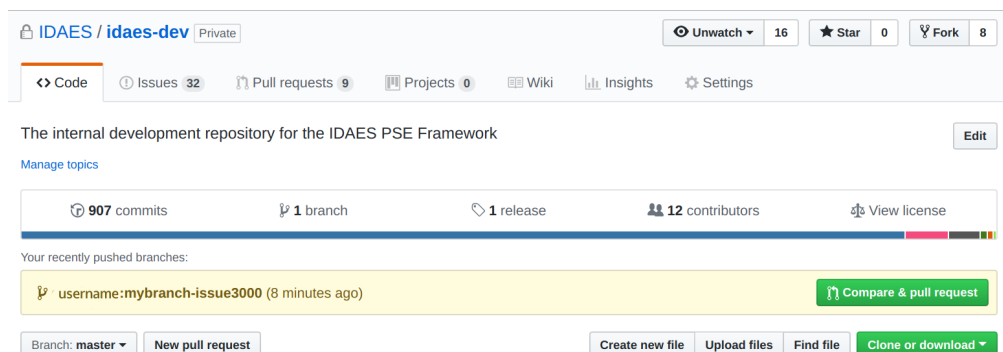 IDAES / idaes-dev Private Unwatch 16 Star 0 Fork 8
Code Issues 32 Pull requests 9 Projects 0 Wiki Insights Settings
The internal development repository for the IDAES PSE Framework Edit
Manage topics
907 commits 1 branch 1 release 12 contributors View license
Your recently pushed branches:
username:mybranch-issue3000 (8 minutes ago) Compare & pull request
Branch: master New pull request Create new file Upload files Find file Clone or download